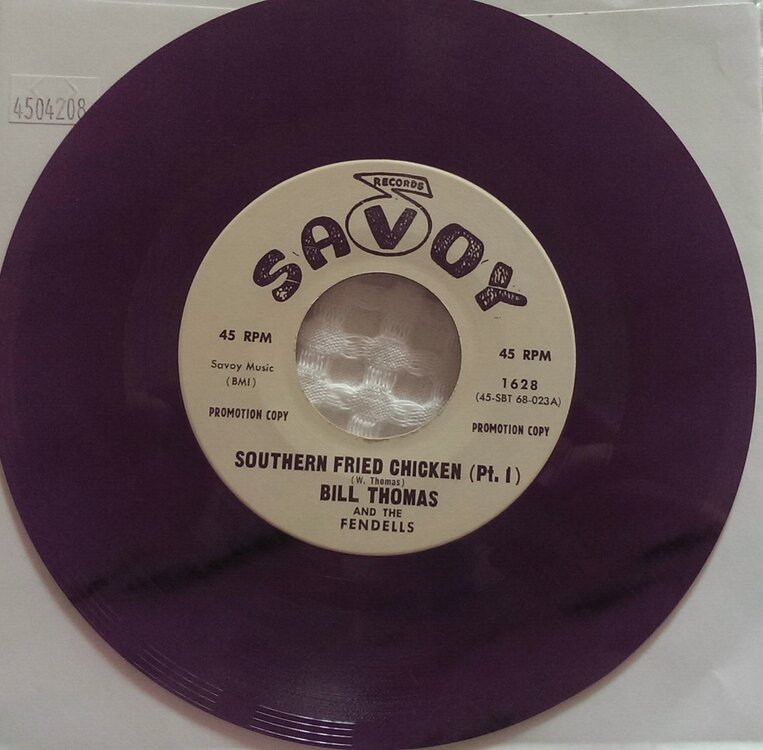 4504208
RECORDS
SAVOY
45 RPM
Savoy Music
(BMI)
PROMOTION COPY
45 RPM
1628
(45-SBT 68-023A)
PROMOTION COPY
SOUTHERN FRIED CHICKEN (Pt. I)
(W. Thomas)
BILL THOMAS
AND THE
FENDELLS